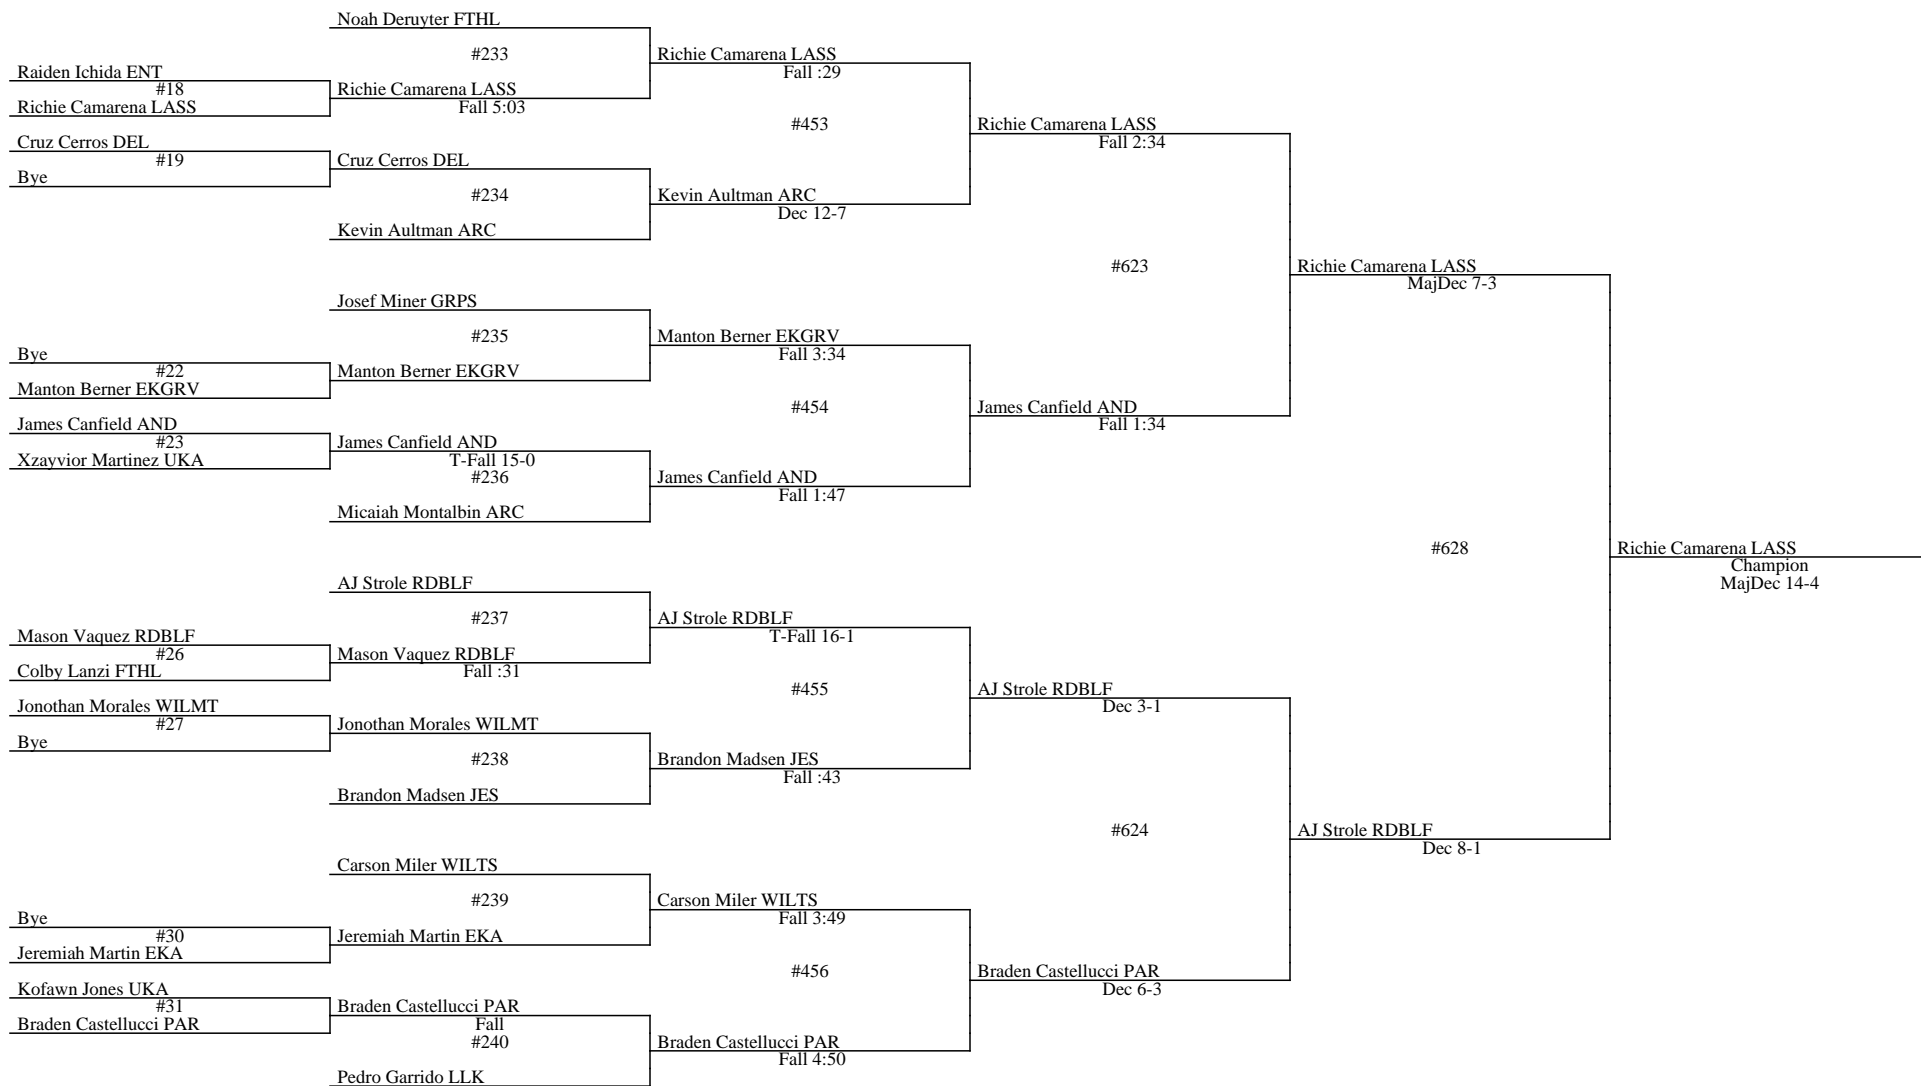 Noah Deruyter FTHL
#233
Richie Camarena LASS
Fall :29
Raiden Ichida ENT
#18
Richie Camarena LASS
Richie Camarena LASS
Fall 5:03
#453
Richie Camarena LASS
Fall 2:34
Cruz Cerros DEL
#19
Bye
Cruz Cerros DEL
#234
Kevin Aultman ARC
Kevin Aultman ARC
Dec 12-7
#623
Richie Camarena LASS
MajDec 7-3
Josef Miner GRPS
#235
Manton Berner EKGRV
Fall 3:34
Bye
#22
Manton Berner EKGRV
Manton Berner EKGRV
#454
James Canfield AND
Fall 1:34
James Canfield AND
#23
Xzayvior Martinez UKA
James Canfield AND
T-Fall 15-0
#236
Micaiah Montalbin ARC
James Canfield AND
Fall 1:47
#628
Richie Camarena LASS
Champion
MajDec 14-4
AJ Strole RDBLF
#237
AJ Strole RDBLF
T-Fall 16-1
Mason Vaquez RDBLF
#26
Colby Lanzi FTHL
Mason Vaquez RDBLF
Fall :31
#455
AJ Strole RDBLF
Dec 3-1
Jonothan Morales WILMT
#27
Bye
Jonothan Morales WILMT
#238
Brandon Madsen JES
Brandon Madsen JES
Fall :43
#624
AJ Strole RDBLF
Dec 8-1
Carson Miler WILTS
#239
Carson Miler WILTS
Fall 3:49
Bye
#30
Jeremiah Martin EKA
Jeremiah Martin EKA
#456
Braden Castellucci PAR
Dec 6-3
Kofawn Jones UKA
#31
Braden Castellucci PAR
Braden Castellucci PAR
Fall
#240
Pedro Garrido LLK
Braden Castellucci PAR
Fall 4:50